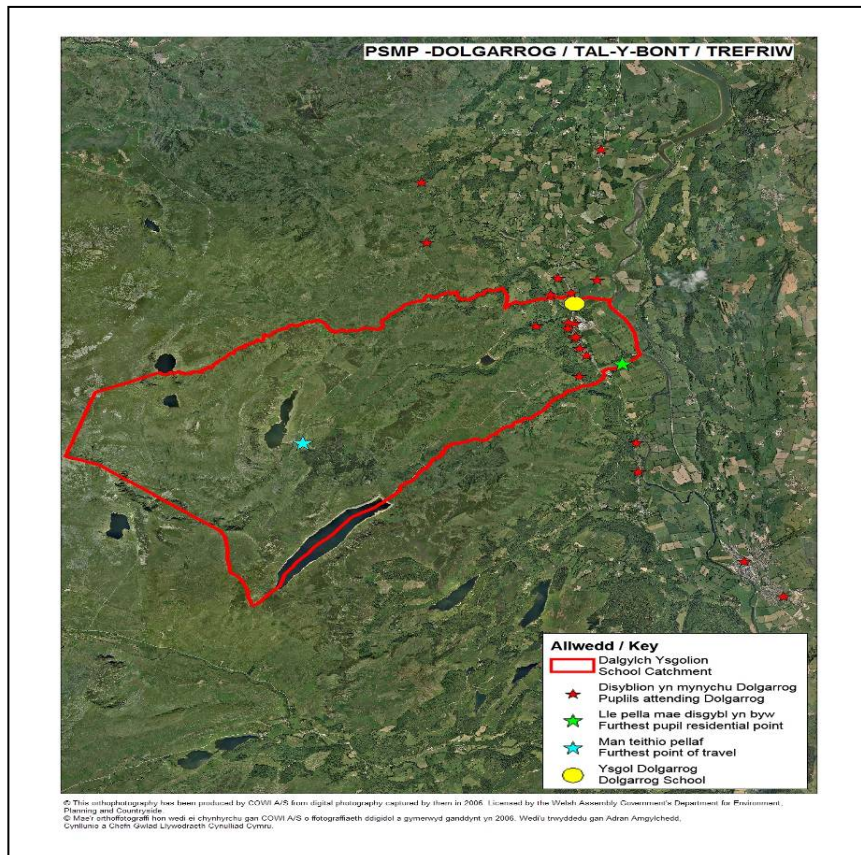 PSMP -DOLGARROG / TAL-Y-BONT / TREFRIW
Allwedd / Key
Dalgylch Ysgolion
School Catchment
Disyblion yn mynychu Dolgarrog
Puplils attending Dolgarrog
Lle pella mae disgybl yn byw
Furthest pupil residential point
Man teithio pellaf
Furthest point of travel
Ysgol Dolgarrog
Dolgarrog School
© This orthophotography has been produced by COWI A/S from digital photography captured by them in 2006. Licensed by the Welsh Assembly Government's Department for Environment,
Planning and Countryside.
© Mae'r orthoffotograffi hon wedi ei chynhyrchu gan COWI A/S o ffotograffiaeth ddigidol a gymerwyd ganddynt yn 2006. Wedi'u trwyddedu gan Adran Amgylchedd,
Cynllunio a Chefn Gwlad Llywodraeth Cynulliad Cymru.